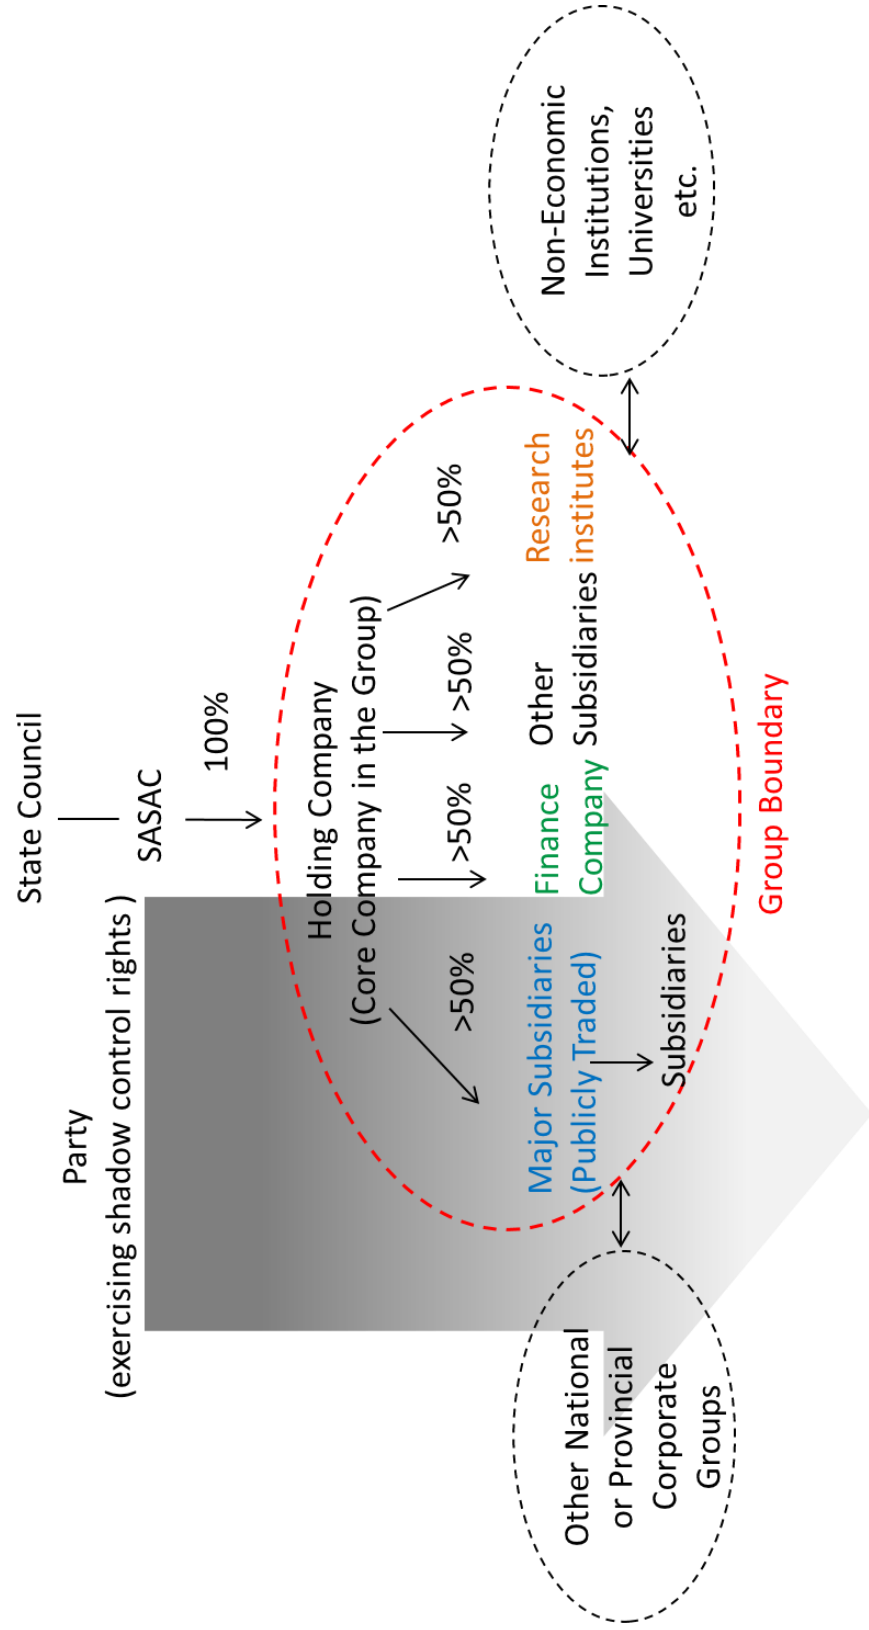 State Council
Party
(exercising shadow control rights )
SASAC
100%
Holding Company
(Core Company in the Group)
>50%
>50%
>50%
>50%
Major Subsidiaries
(Publicly Traded)
Finance
Company
Other
Subsidiaries
Research
institutes
Subsidiaries
Other National
or Provincial
Corporate
Groups
Non-Economic
Institutions,
Universities
etc.
Group Boundary